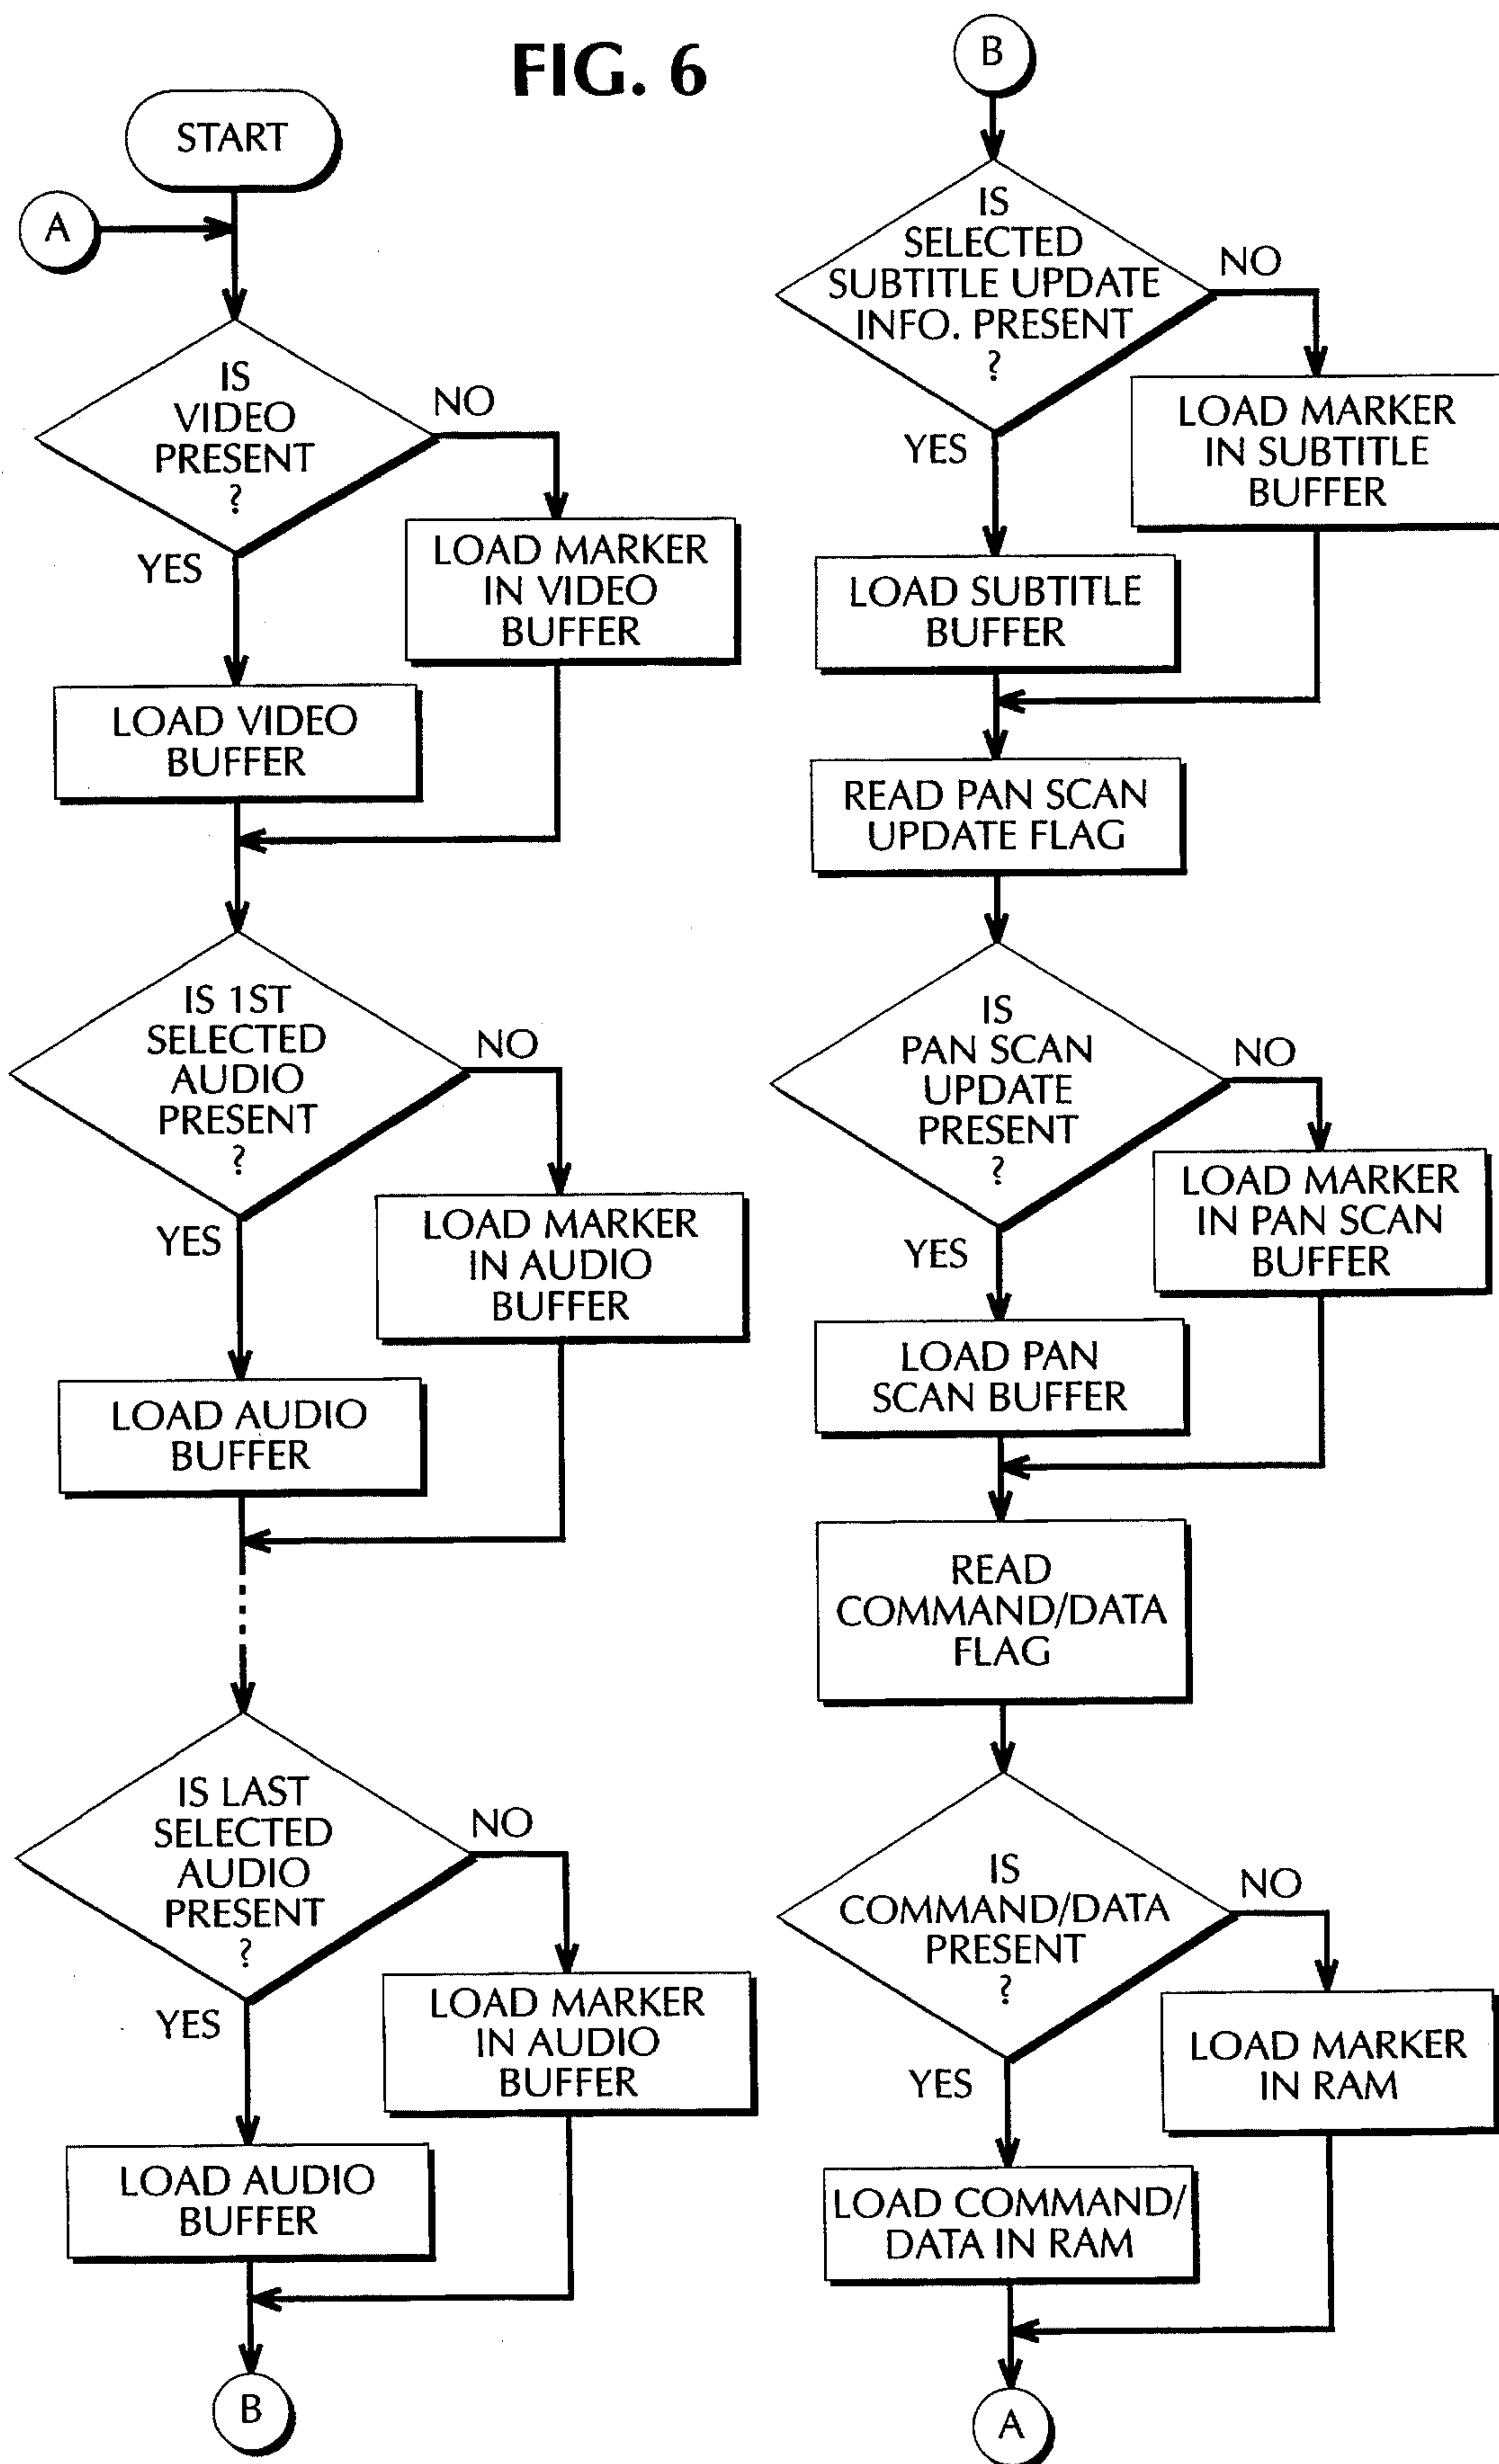 FIG. 6
START
A
IS
VIDEO
PRESENT
?
NO
YES
LOAD MARKER
IN VIDEO
BUFFER
LOAD VIDEO
BUFFER
IS 1ST
SELECTED
AUDIO
PRESENT
?
NO
YES
LOAD MARKER
IN AUDIO
BUFFER
LOAD AUDIO
BUFFER
IS LAST
SELECTED
AUDIO
PRESENT
?
NO
YES
LOAD MARKER
IN AUDIO
BUFFER
LOAD AUDIO
BUFFER
B
B
IS
SELECTED
SUBTITLE UPDATE
INFO. PRESENT
?
NO
YES
LOAD MARKER
IN SUBTITLE
BUFFER
LOAD SUBTITLE
BUFFER
READ PAN SCAN
UPDATE FLAG
IS
PAN SCAN
UPDATE
PRESENT
?
NO
YES
LOAD MARKER
IN PAN SCAN
BUFFER
LOAD PAN
SCAN BUFFER
READ
COMMAND/DATA
FLAG
IS
COMMAND/DATA
PRESENT
?
NO
YES
LOAD MARKER
IN RAM
LOAD COMMAND/
DATA IN RAM
A